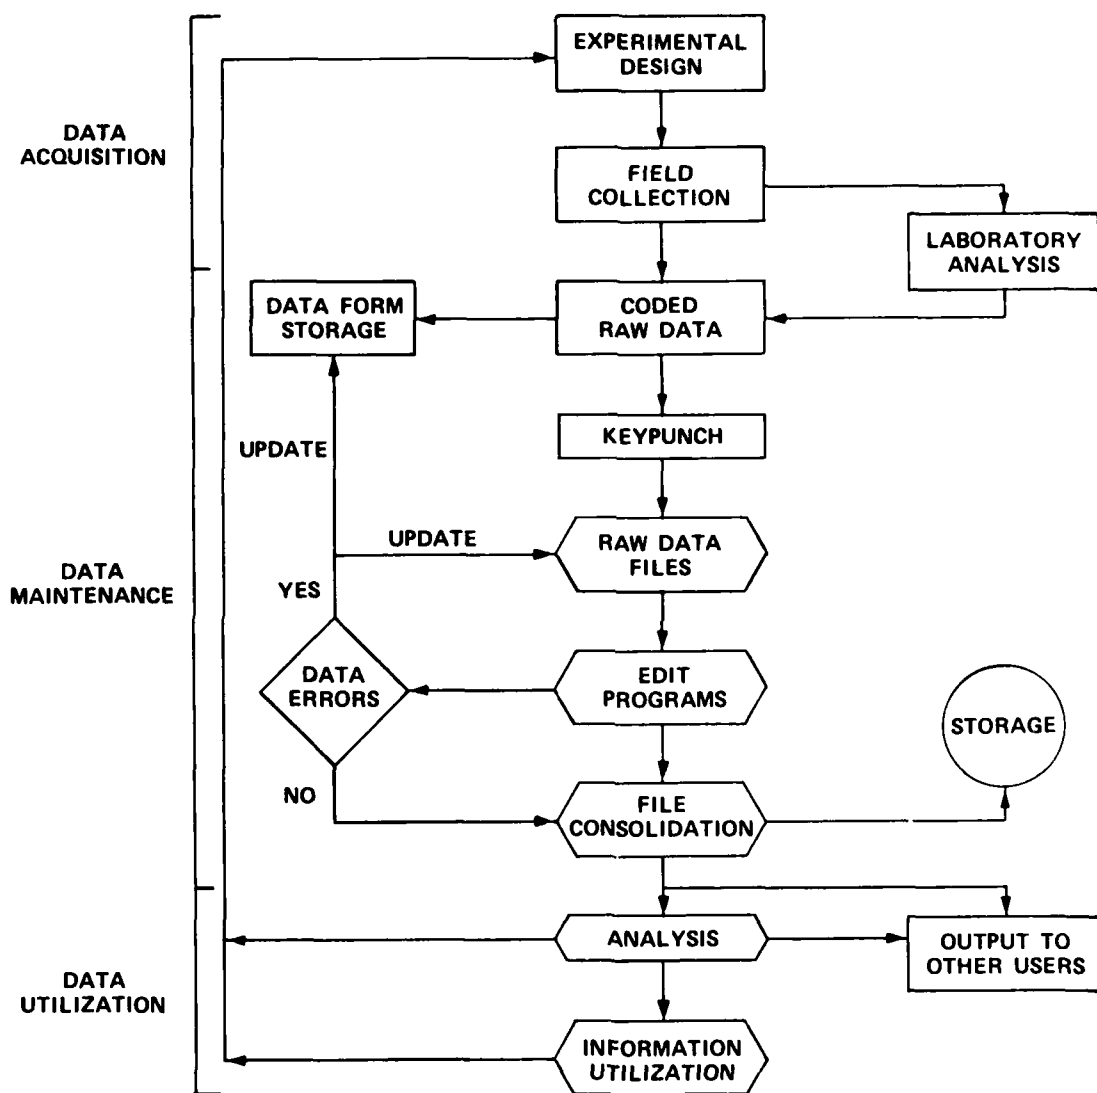 EXPERIMENTAL
DESIGN
DATA
ACQUISITION
FIELD
COLLECTION
LABORATORY
ANALYSIS
DATA FORM
STORAGE
CODED
RAW DATA
KEYPUNCH
UPDATE
UPDATE
RAW DATA
FILES
DATA
MAINTENANCE
YES
DATA
ERRORS
EDIT
PROGRAMS
STORAGE
NO
FILE
CONSOLIDATION
ANALYSIS
OUTPUT TO
OTHER USERS
DATA
UTILIZATION
INFORMATION
UTILIZATION